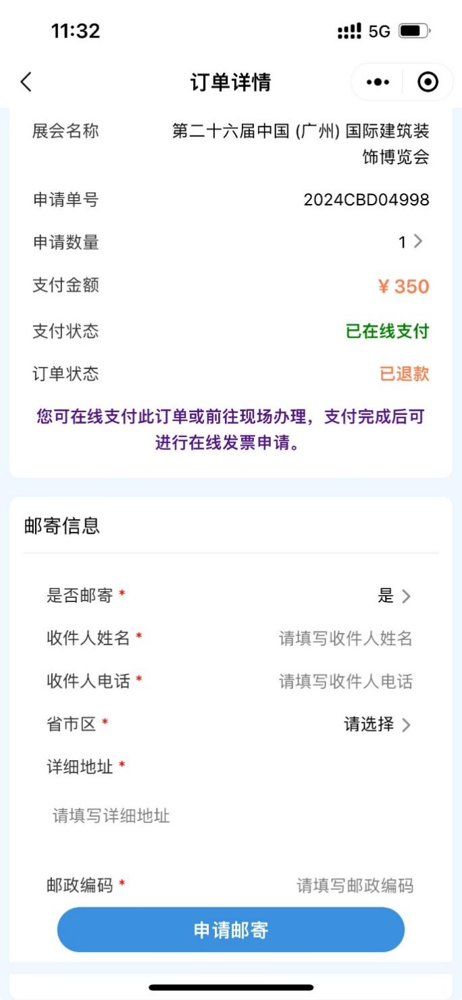 11:32
5G
订单详情
展会名称
第二十六届中国 (广州) 国际建筑装
饰博览会
申请单号
2024CBD04998
申请数量
1
支付金额
¥ 350
支付状态
已在线支付
订单状态
已退款
您可在线支付此订单或前往现场办理，支付完成后可
进行在线发票申请。
邮寄信息
是否邮寄 *
是
收件人姓名 *
请填写收件人姓名
收件人电话 *
请填写收件人电话
省市区 *
请选择
详细地址 *
请填写详细地址
邮政编码 *
请填写邮政编码
申请邮寄